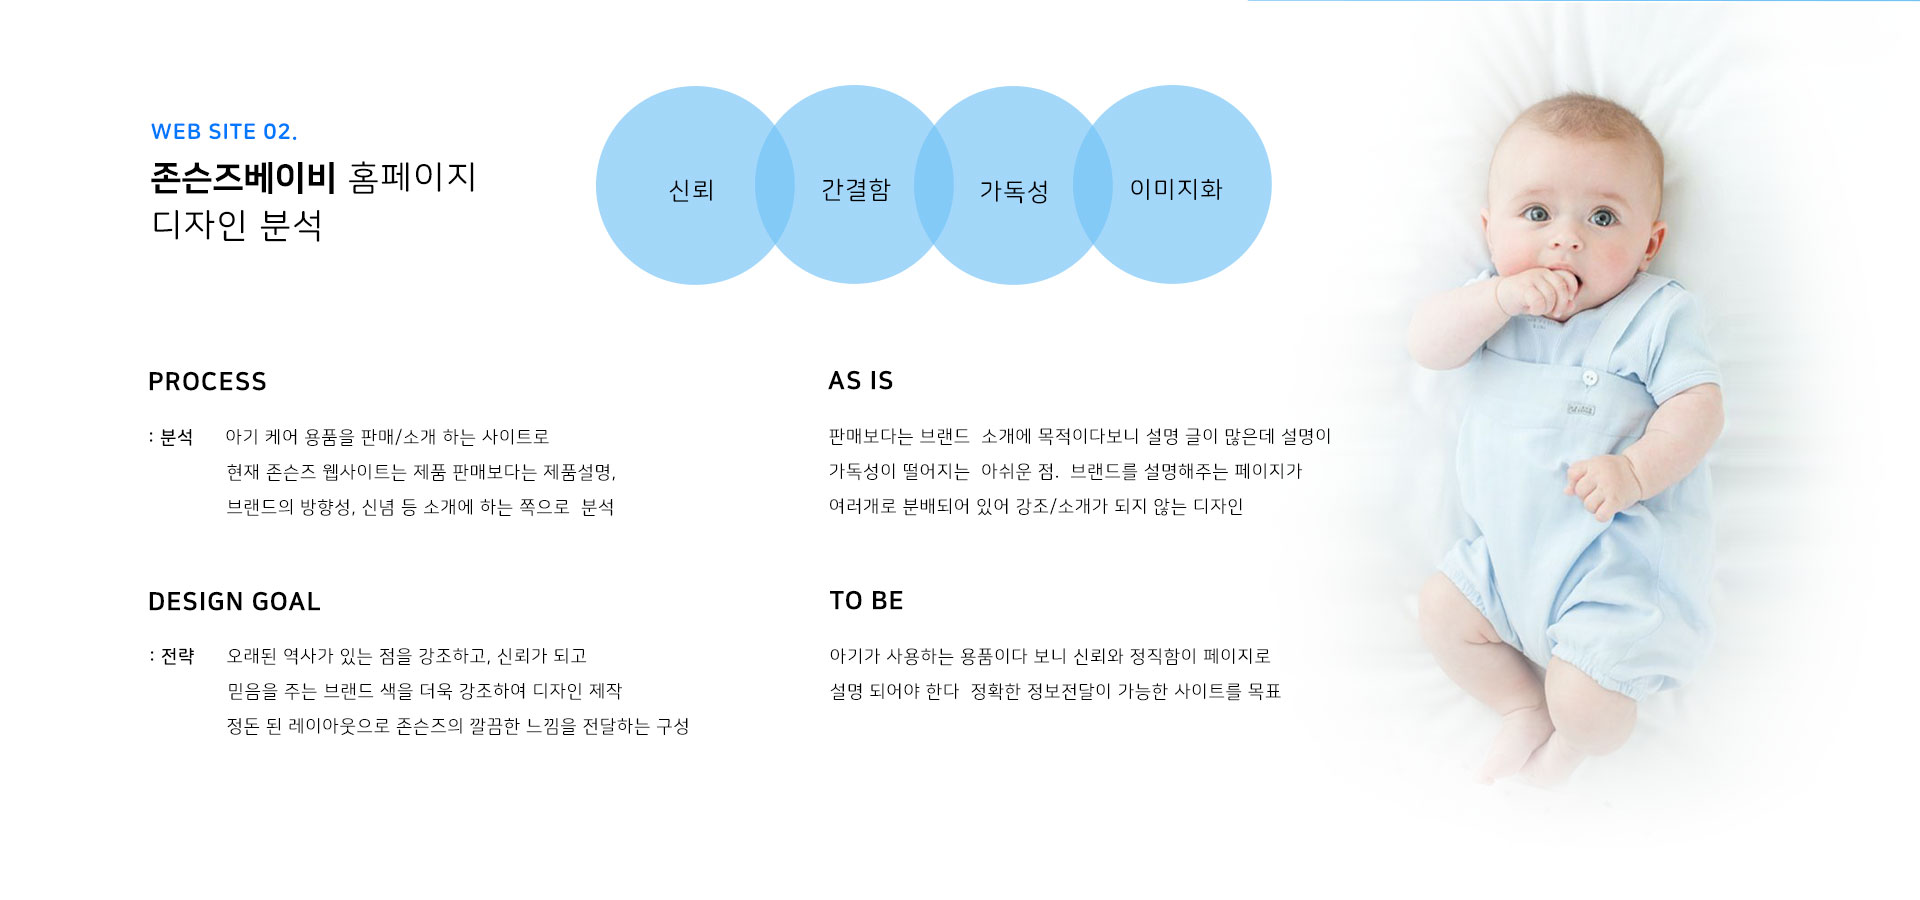 WEB SITE 02.
존슨즈베이비 홈페이지
디자인 분석
신뢰
간결함
가독성
이미지화
PROCESS
: 분석 아기 케어 용품을 판매/소개 하는 사이트로
현재 존슨즈 웹사이트는 제품 판매보다는 제품설명,
브랜드의 방향성, 신념 등 소개에 하는 쪽으로 분석
AS IS
판매보다는 브랜드 소개에 목적이다보니 설명 글이 많은데 설명이
가독성이 떨어지는 아쉬운 점. 브랜드를 설명해주는 페이지가
여러개로 분배되어 있어 강조/소개가 되지 않는 디자인
DESIGN GOAL
: 전략 오래된 역사가 있는 점을 강조하고, 신뢰가 되고
믿음을 주는 브랜드 색을 더욱 강조하여 디자인 제작
정돈 된 레이아웃으로 존슨즈의 깔끔한 느낌을 전달하는 구성
TO BE
아기가 사용하는 용품이다 보니 신뢰와 정직함이 페이지로
설명 되어야 한다 정확한 정보전달이 가능한 사이트를 목표